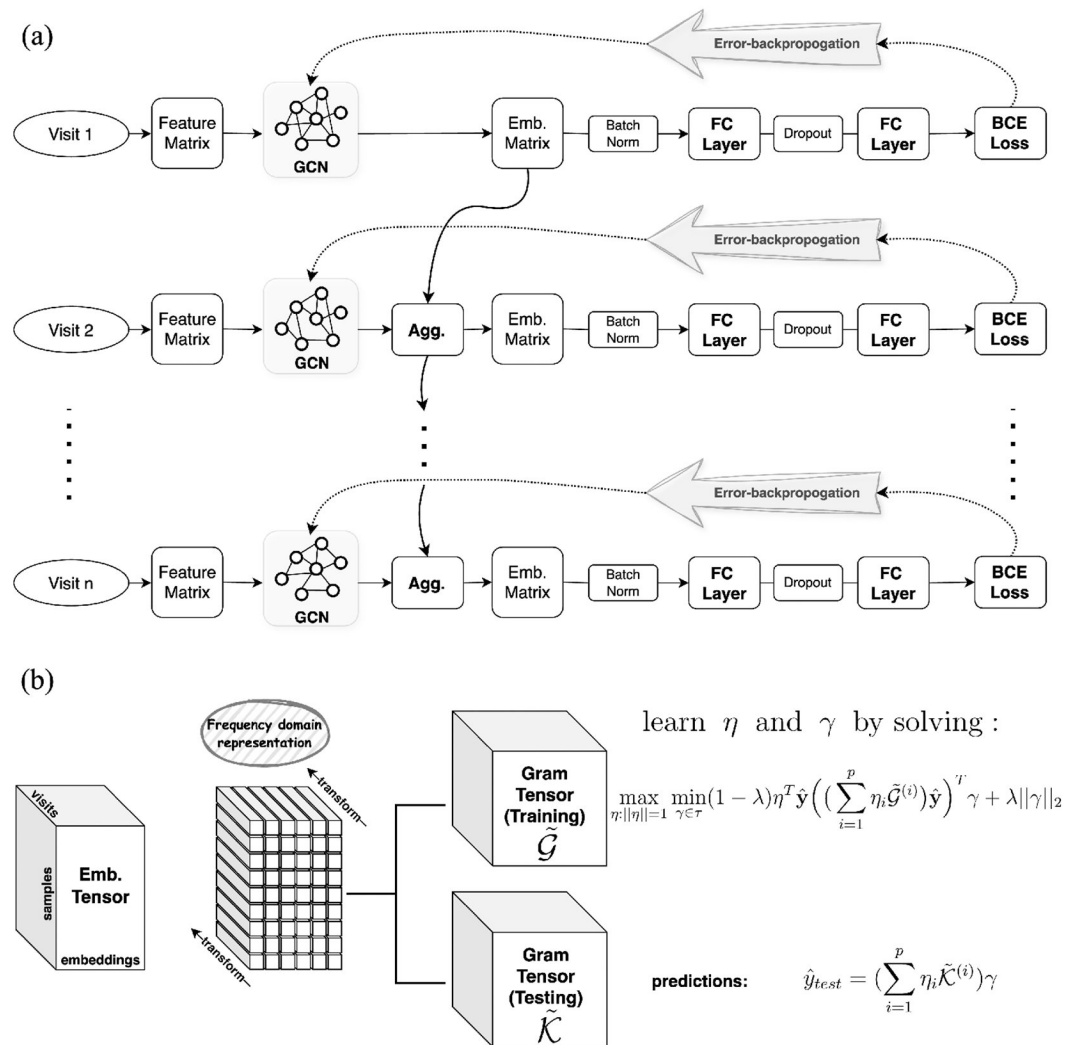 (a)
Error-backpropogation
Visit 1
Feature
Matrix
GCN
Emb.
Matrix
Batch
Norm
FC
Layer
Dropout
FC
Layer
BCE
Loss
Error-backpropogation
Visit 2
Feature
Matrix
GCN
Agg.
Emb.
Matrix
Batch
Norm
FC
Layer
Dropout
FC
Layer
BCE
Loss
Error-backpropogation
Visit n
Feature
Matrix
GCN
Agg.
Emb.
Matrix
Batch
Norm
FC
Layer
Dropout
FC
Layer
BCE
Loss
(b)
Frequency domain
representation
visits
samples
Emb.
Tensor
embeddings
transform
transform
Gram
Tensor
(Training)
𝒢̃
learn η and γ by solving :
max_{η:||η||=1} min_{γ∈τ} (1 − λ)η^T ŷ((∑_{i=1}^{p} η_i 𝒢̃^{(i)})ŷ)^T γ + λ||γ||_2
Gram
Tensor
(Testing)
𝒦̃
predictions:
ŷ_{test} = (∑_{i=1}^{p} η_i 𝒦̃^{(i)})γ